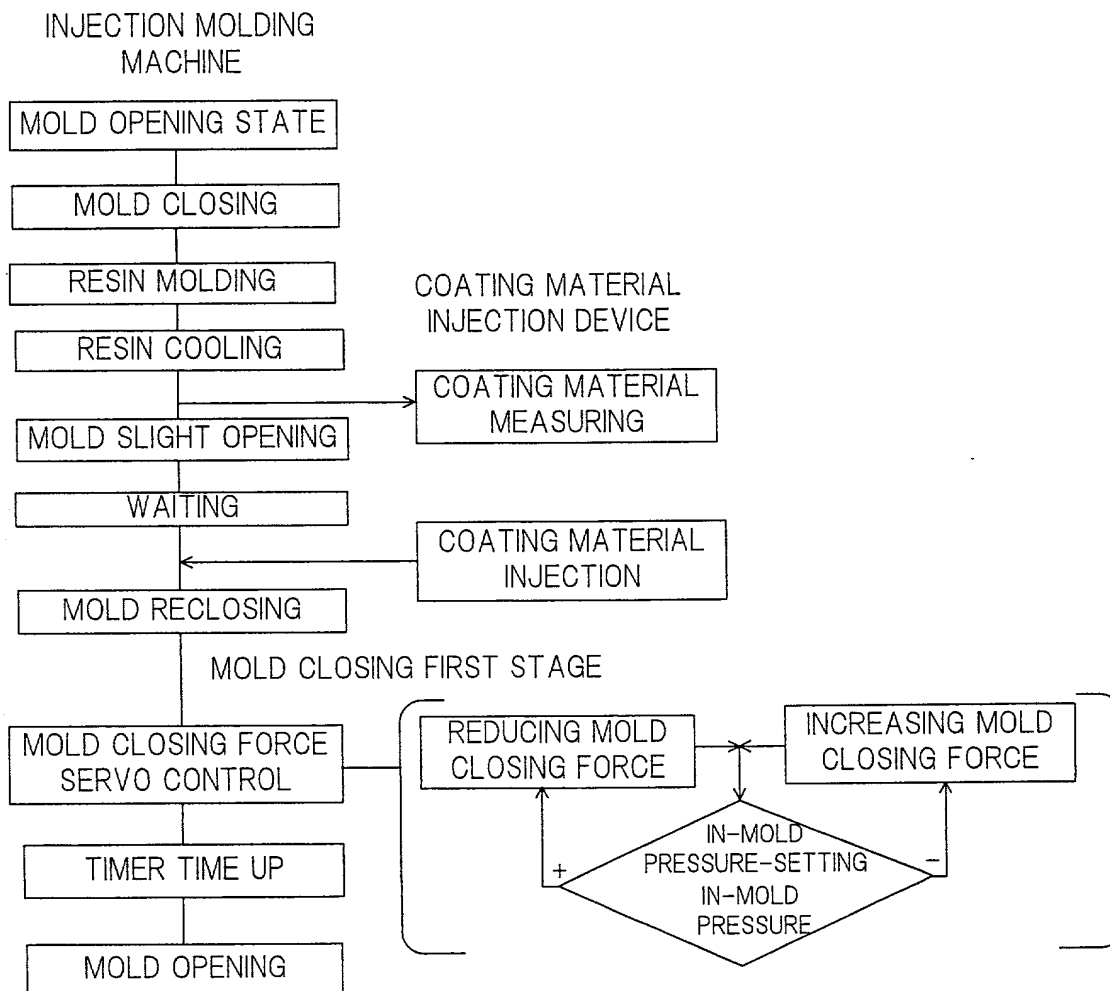 INJECTION MOLDING
MACHINE
MOLD OPENING STATE
MOLD CLOSING
RESIN MOLDING
RESIN COOLING
COATING MATERIAL
INJECTION DEVICE
COATING MATERIAL
MEASURING
MOLD SLIGHT OPENING
WAITING
COATING MATERIAL
INJECTION
MOLD RECLOSING
MOLD CLOSING FIRST STAGE
MOLD CLOSING FORCE
SERVO CONTROL
REDUCING MOLD
CLOSING FORCE
INCREASING MOLD
CLOSING FORCE
+
IN-MOLD
PRESSURE-SETTING
IN-MOLD
PRESSURE
-
TIMER TIME UP
MOLD OPENING